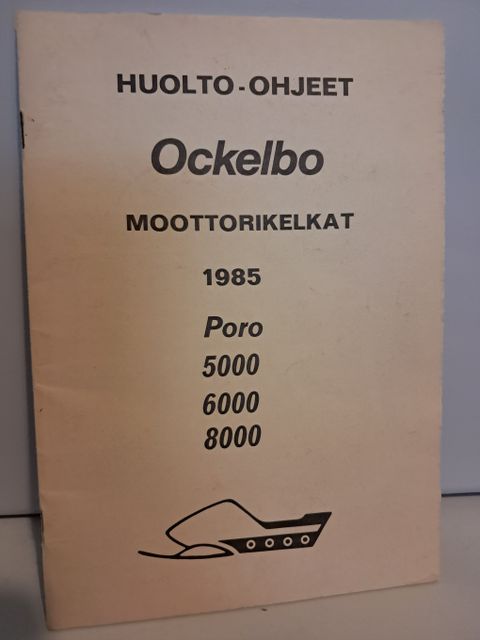 HUOLTO-OHJEET
Ockelbo
MOOTTORIKELKAT
1985
Poro
5000
6000
8000